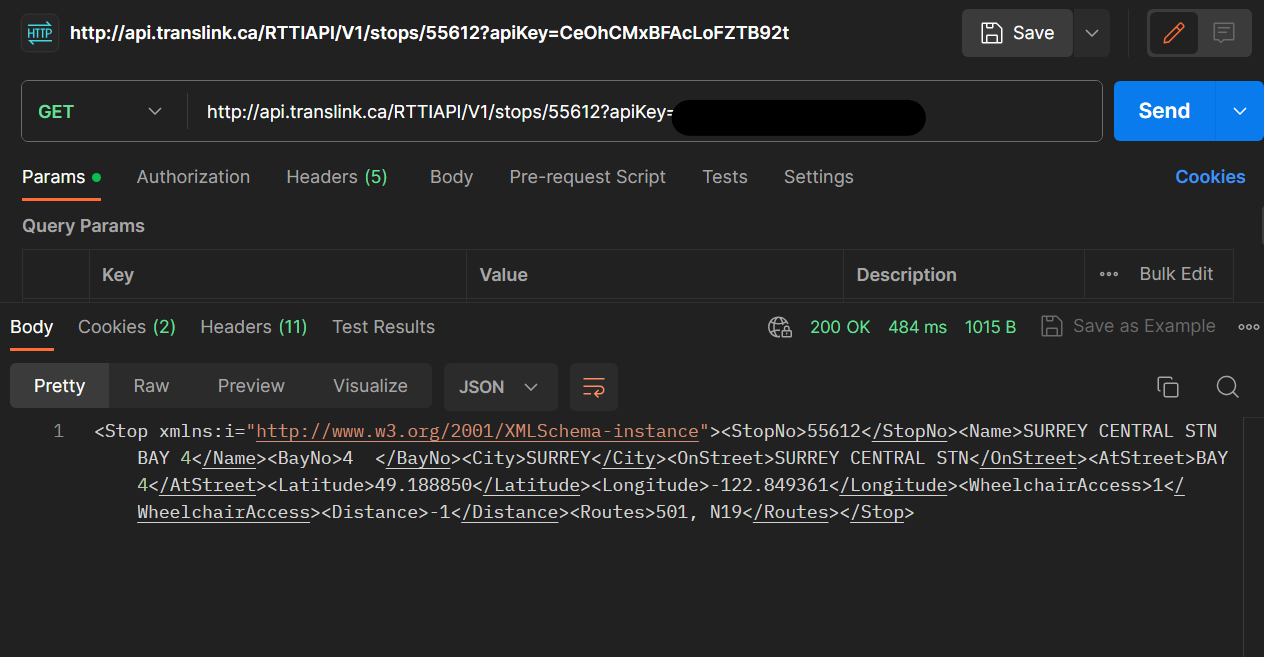 HTTP http://api.translink.ca/RTTIAPI/V1/stops/55612?apiKey=CeOhCMxBFAcLoFZTB92t Save
GET http://api.translink.ca/RTTIAPI/V1/stops/55612?apiKey= Send
Params Authorization Headers (5) Body Pre-request Script Tests Settings Cookies
Query Params
Key Value Description Bulk Edit
Body Cookies (2) Headers (11) Test Results 200 OK 484 ms 1015 B Save as Example
Pretty Raw Preview Visualize JSON
1 <Stop xmlns:i="http://www.w3.org/2001/XMLSchema-instance"><StopNo>55612</StopNo><Name>SURREY CENTRAL STN
BAY 4</Name><BayNo>4  </BayNo><City>SURREY</City><OnStreet>SURREY CENTRAL STN</OnStreet><AtStreet>BAY
4</AtStreet><Latitude>49.188850</Latitude><Longitude>-122.849361</Longitude><WheelchairAccess>1</
WheelchairAccess><Distance>-1</Distance><Routes>501, N19</Routes></Stop>